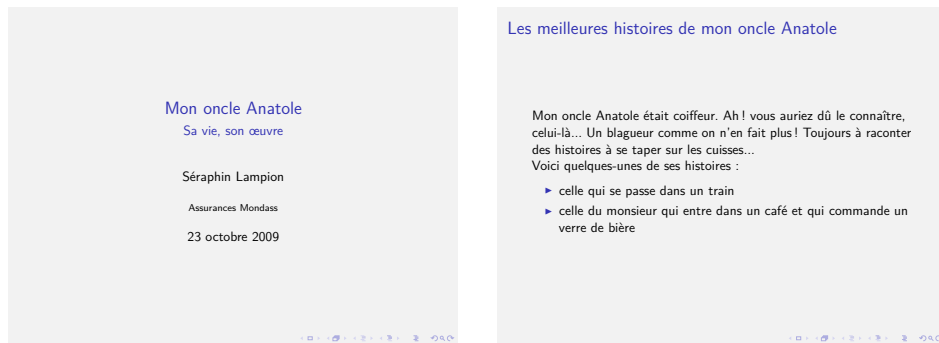 Mon oncle Anatole
Sa vie, son œuvre
Séraphin Lampion
Assurances Mondass
23 octobre 2009
Les meilleures histoires de mon oncle Anatole
Mon oncle Anatole était coiffeur. Ah ! vous auriez dû le connaître,
celui-là... Un blagueur comme on n'en fait plus ! Toujours à raconter
des histoires à se taper sur les cuisses...
Voici quelques-unes de ses histoires :
celle qui se passe dans un train
celle du monsieur qui entre dans un café et qui commande un
verre de bière